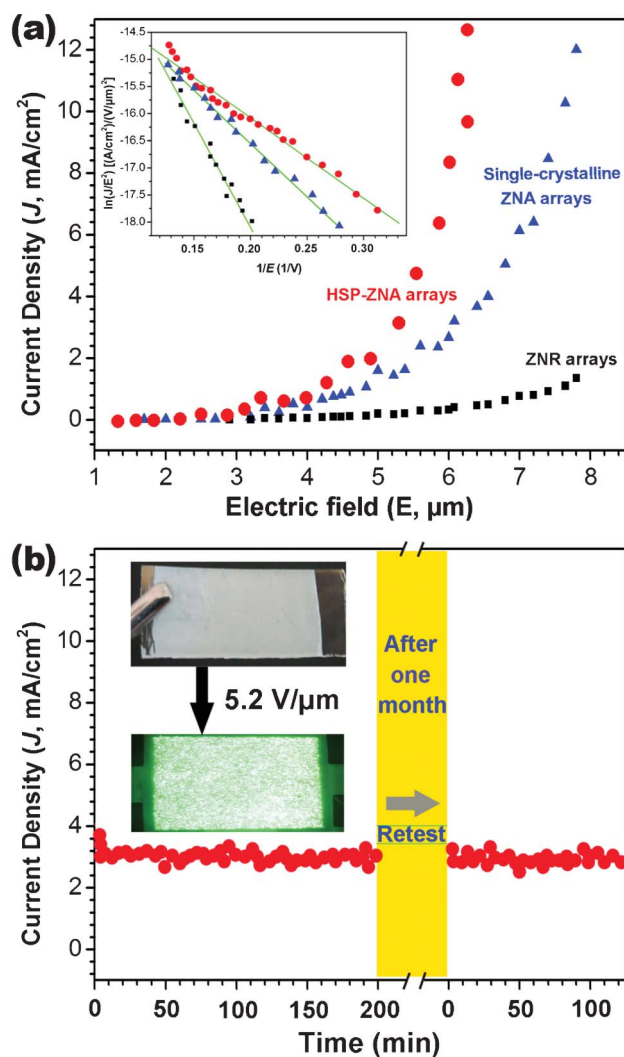 (a)
Current Density (J, mA/cm²)
12
10
8
6
4
2
0
1 2 3 4 5 6 7 8
Electric field (E, µm)
ln(J/E²) [(A/cm²)/(V/µm)²]
-14.5
-15.0
-15.5
-16.0
-16.5
-17.0
-17.5
-18.0
0.15 0.20 0.25 0.30
1/E (1/V)
Single-crystalline
ZNA arrays
HSP-ZNA arrays
ZNR arrays
(b)
Current Density (J, mA/cm²)
12
10
8
6
4
2
0
5.2 V/µm
After
one
month
Retest
0 50 100 150 200 0 50 100
Time (min)